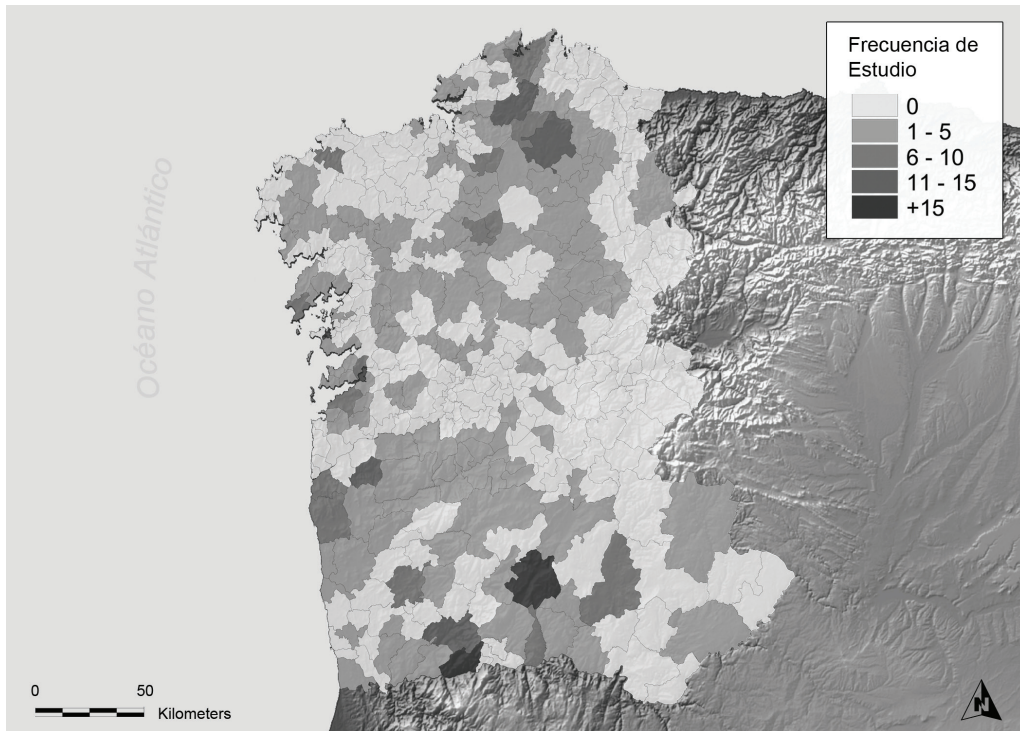 Frecuencia de
Estudio
0
1 - 5
6 - 10
11 - 15
+15
Océano Atlántico
0 50
Kilometers
N